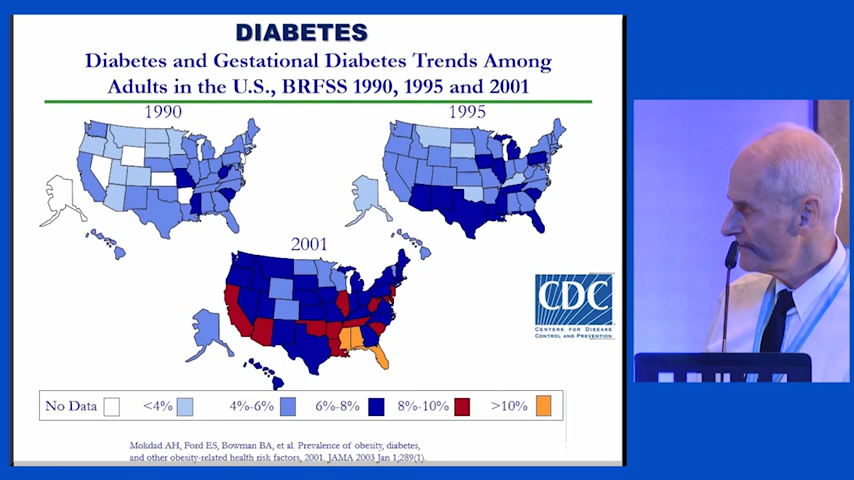 DIABETES
Diabetes and Gestational Diabetes Trends Among
Adults in the U.S., BRFSS 1990, 1995 and 2001
1990
1995
2001
CDC
CENTERS FOR DISEASE
CONTROL AND PREVENTION
No Data <4% 4%-6% 6%-8% 8%-10% >10%
Mokdad AH, Ford ES, Bowman BA, et al. Prevalence of obesity, diabetes,
and other obesity-related health risk factors, 2001. JAMA 2003 Jan 1;289(1).